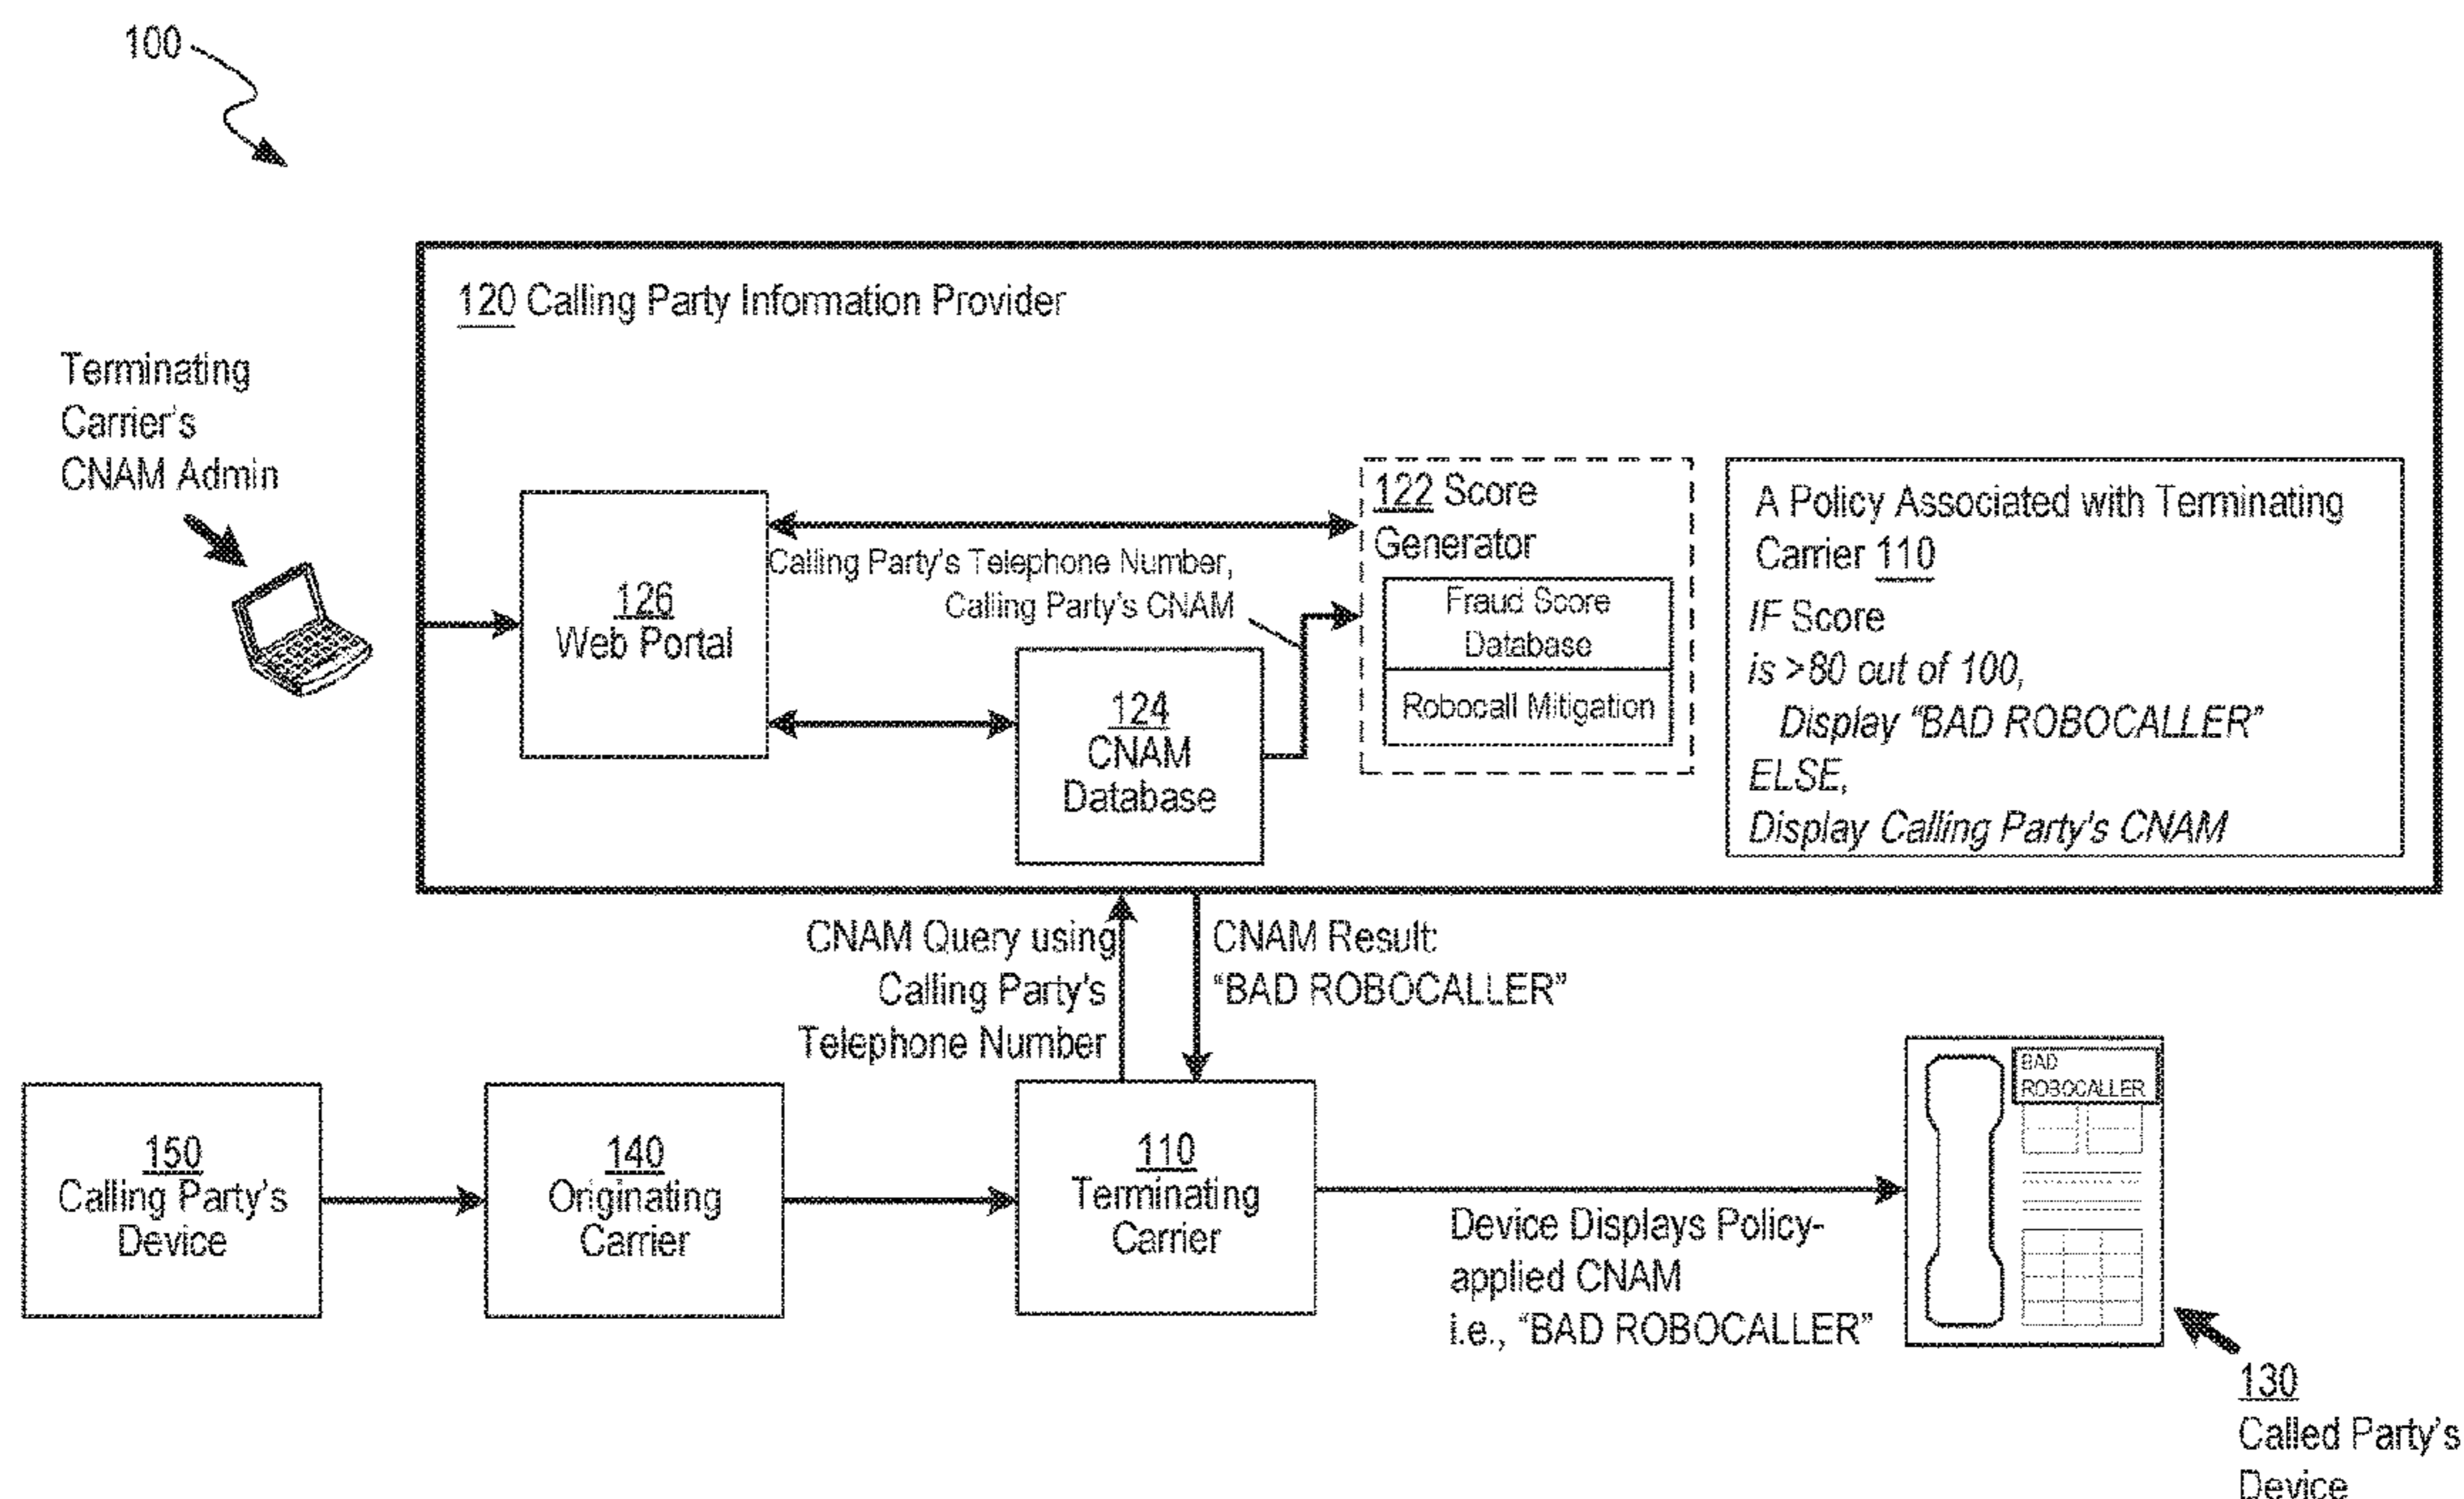 100
120 Calling Party Information Provider
Terminating
Carrier's
CNAM Admin
126
Web Portal
Calling Party's Telephone Number,
Calling Party's CNAM
124
CNAM
Database
122 Score
Generator
Fraud Score
Database
Robocall Mitigation
A Policy Associated with Terminating
Carrier 110
IF Score
is >80 out of 100,
Display “BAD ROBOCALLER”
ELSE,
Display Calling Party's CNAM
CNAM Query using
Calling Party's
Telephone Number
CNAM Result:
“BAD ROBOCALLER”
150
Calling Party's
Device
140
Originating
Carrier
110
Terminating
Carrier
Device Displays Policy-
applied CNAM
i.e., “BAD ROBOCALLER”
BAD
ROBOCALLER
130
Called Party's
Device